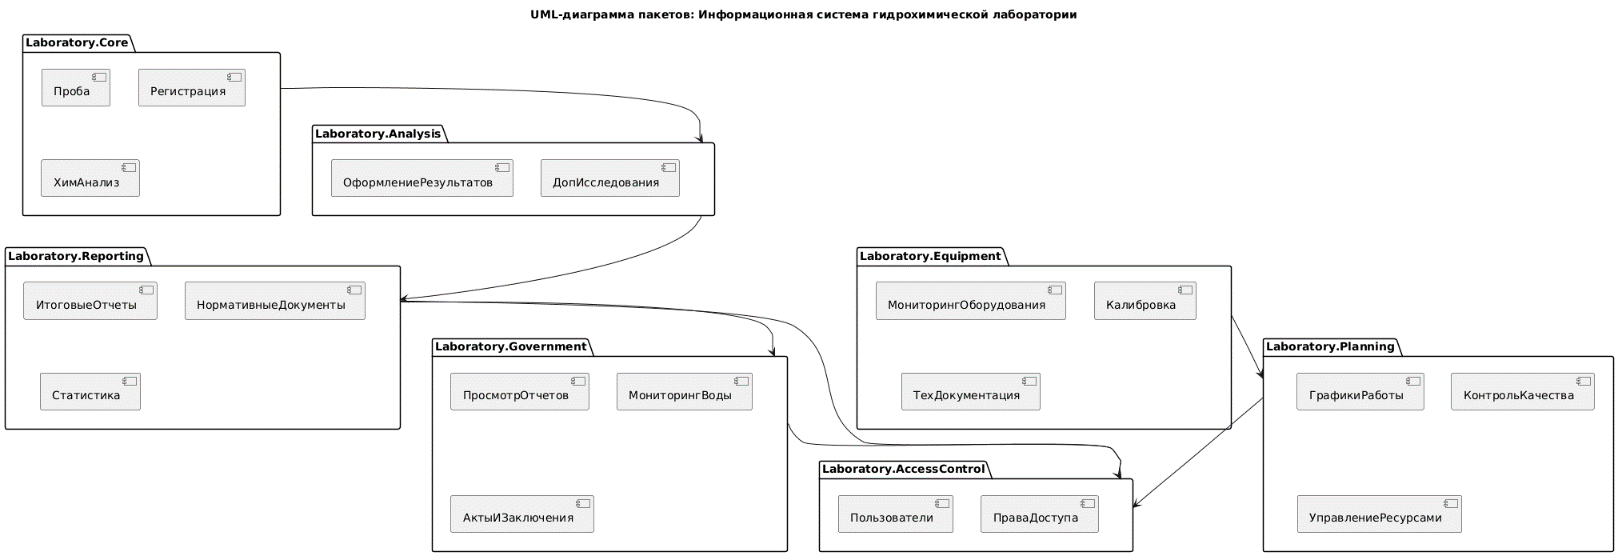 UML-диаграмма пакетов: Информационная система гидрохимической лаборатории
Laboratory.Core
Проба
Регистрация
ХимАнализ
Laboratory.Analysis
ОформлениеРезультатов
ДопИсследования
Laboratory.Reporting
ИтоговыеОтчеты
НормативныеДокументы
Статистика
Laboratory.Government
ПросмотрОтчетов
МониторингВоды
АктыИЗаключения
Laboratory.Equipment
МониторингОборудования
Калибровка
ТехДокументация
Laboratory.AccessControl
Пользователи
ПраваДоступа
Laboratory.Planning
ГрафикиРаботы
КонтрольКачества
УправлениеРесурсами